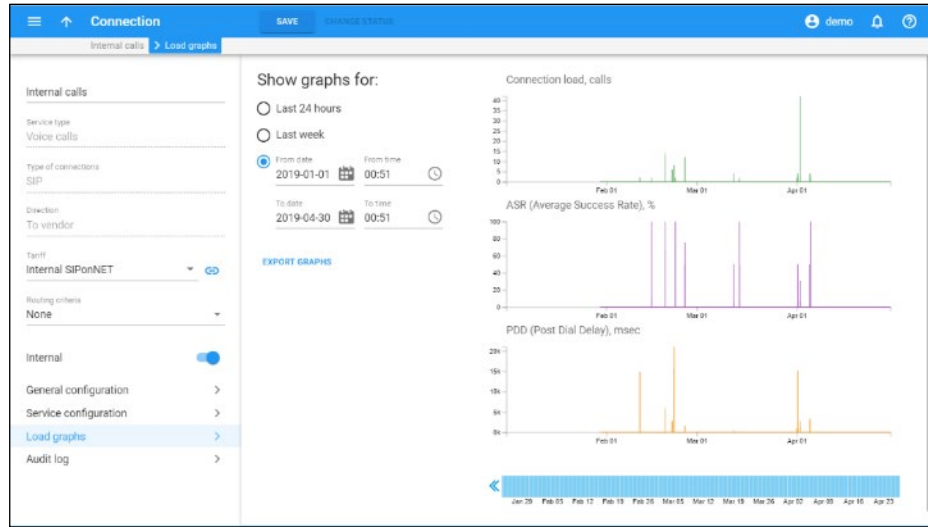 Connection
SAVE
CHANGE STATUS
demo
Internal calls
Load graphs
Internal calls
Service type
Voice calls
Type of connections
SIP
Direction
To vendor
Tariff
Internal SIPonNET
Routing criteria
None
Internal
General configuration
Service configuration
Load graphs
Audit log
Show graphs for:
Last 24 hours
Last week
From date
From time
2019-01-01
00:51
To date
To time
2019-04-30
00:51
EXPORT GRAPHS
Connection load, calls
40
35
30
25
20
15
10
5
0
Feb 01
Mar 01
Apr 01
ASR (Average Success Rate), %
100
80
60
40
20
0
Feb 01
Mar 01
Apr 01
PDD (Post Dial Delay), msec
20k
15k
10k
5k
0k
Feb 01
Mar 01
Apr 01
Jan 29 Feb 05 Feb 12 Feb 19 Feb 26 Mar 05 Mar 12 Mar 19 Mar 26 Apr 02 Apr 09 Apr 16 Apr 23